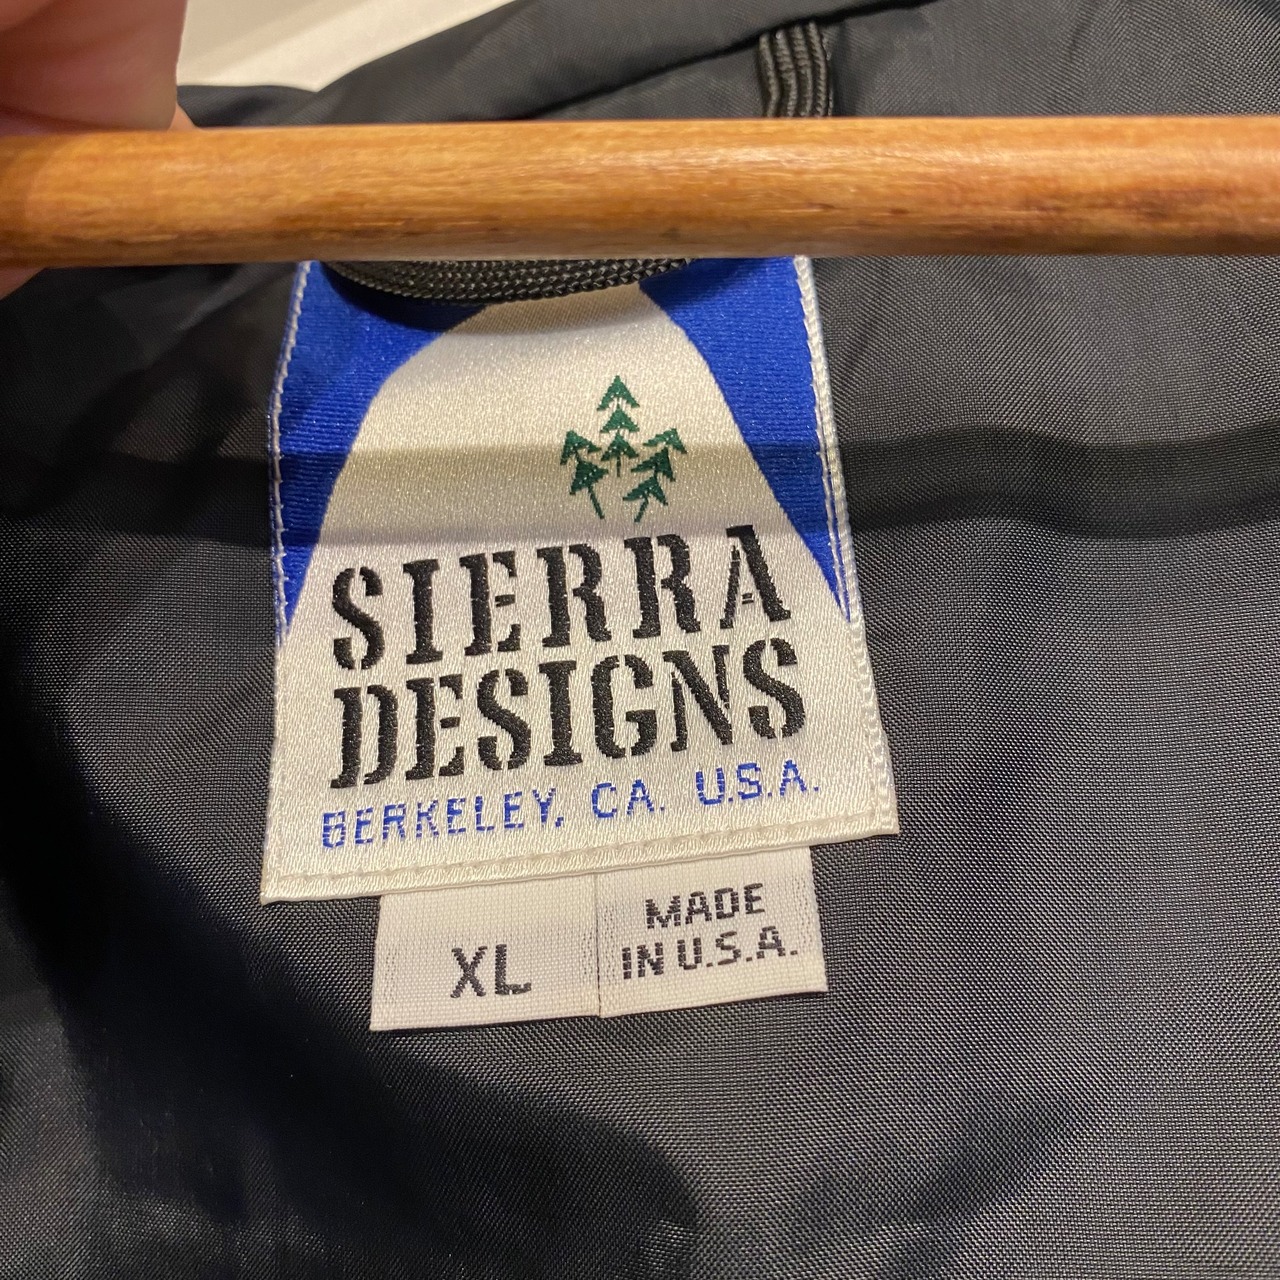 SIERRA
DESIGNS
BERKELEY, CA. U.S.A.
XL
MADE
IN U.S.A.